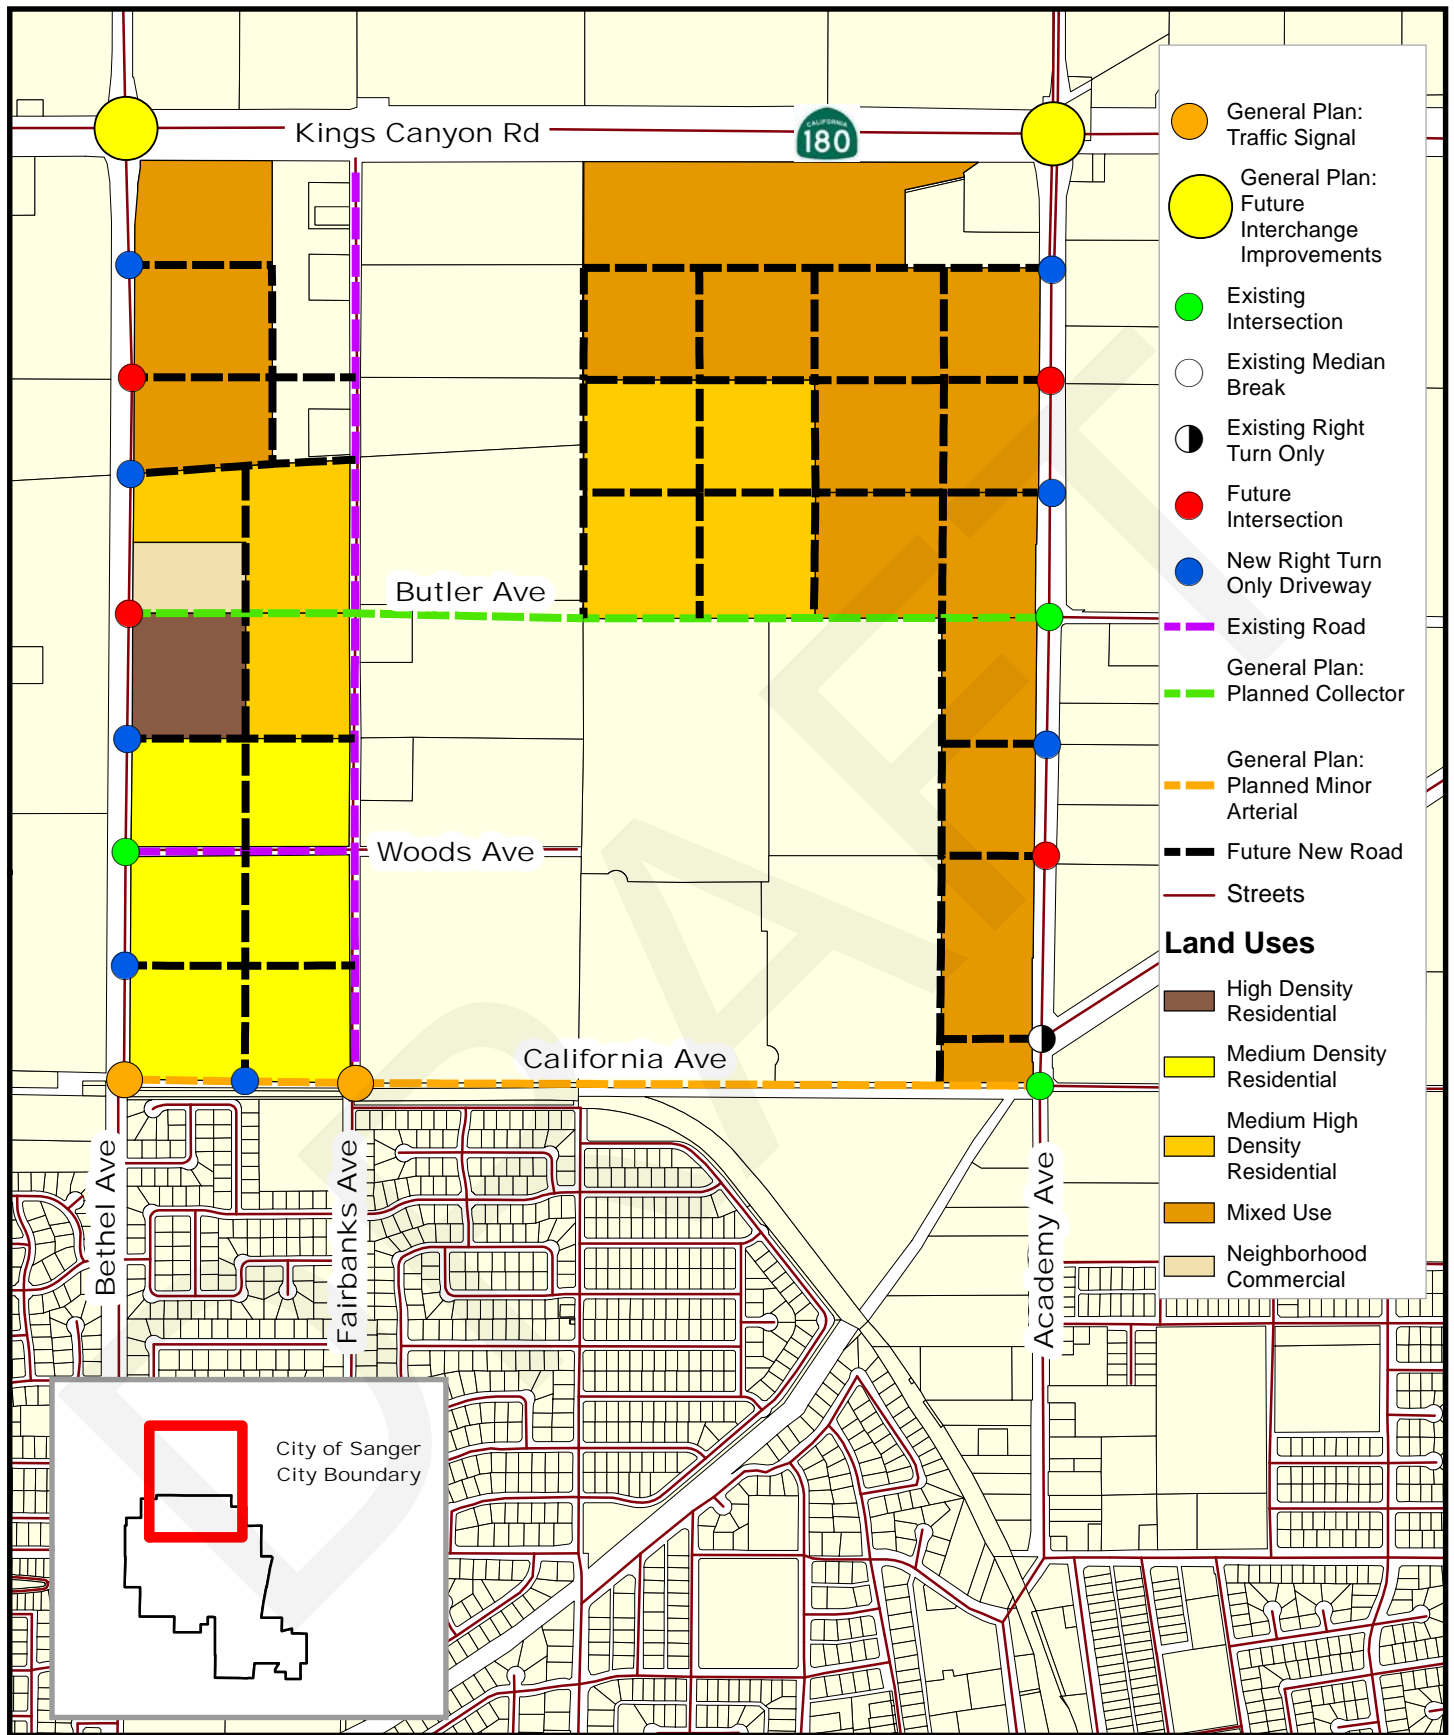 Kings Canyon Rd
CALIFORNIA
180
Butler Ave
Woods Ave
California Ave
Bethel Ave
Fairbanks Ave
Academy Ave
General Plan:
Traffic Signal
General Plan:
Future
Interchange
Improvements
Existing
Intersection
Existing Median
Break
Existing Right
Turn Only
Future
Intersection
New Right Turn
Only Driveway
Existing Road
General Plan:
Planned Collector
General Plan:
Planned Minor
Arterial
Future New Road
Streets
Land Uses
High Density
Residential
Medium Density
Residential
Medium High
Density
Residential
Mixed Use
Neighborhood
Commercial
City of Sanger
City Boundary
DRAFT